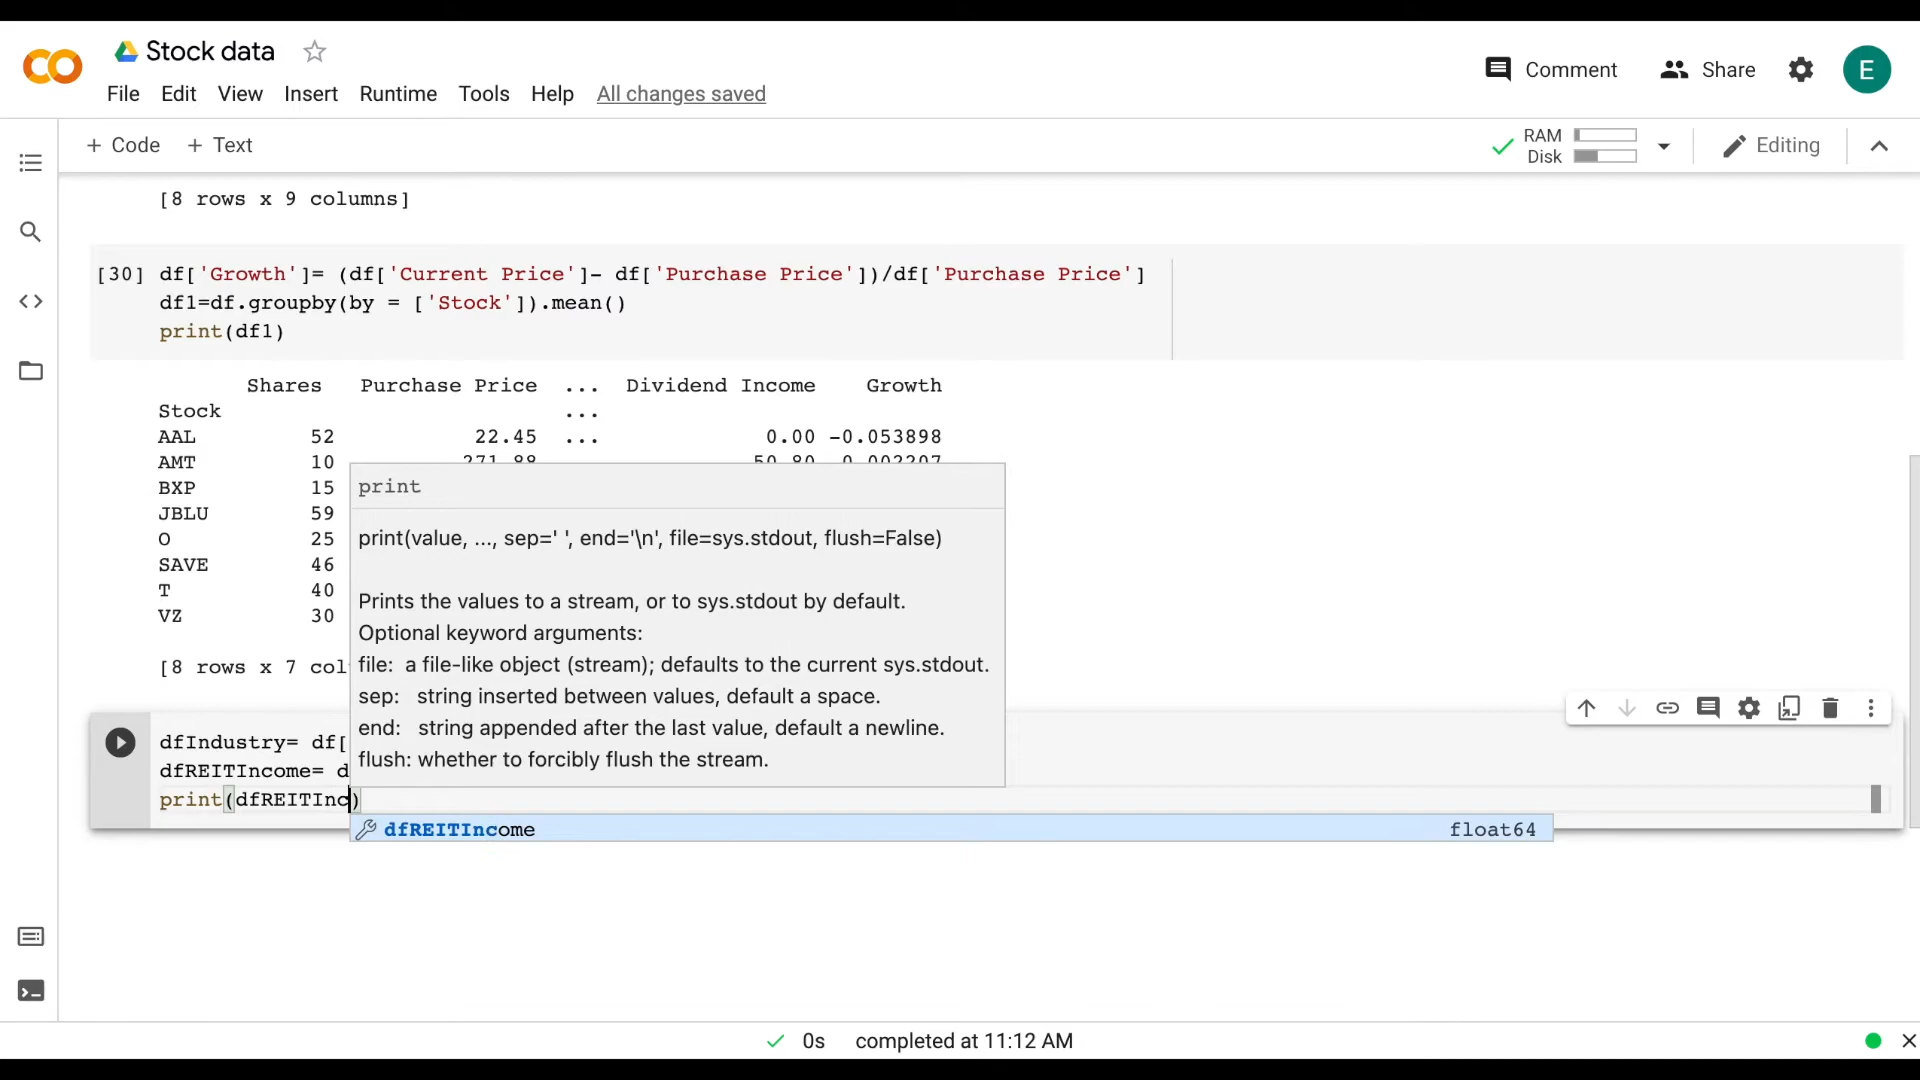 Stock data
File Edit View Insert Runtime Tools Help All changes saved
Comment Share E
+ Code + Text
RAM
Disk
Editing
[8 rows x 9 columns]
[30] df['Growth']= (df['Current Price']- df['Purchase Price'])/df['Purchase Price']
df1=df.groupby(by = ['Stock']).mean()
print(df1)
Shares Purchase Price ... Dividend Income Growth
Stock ...
AAL 52 22.45 ... 0.00 -0.053898
AMT 10
BXP 15
JBLU 59
O 25
SAVE 46
T 40
VZ 30
[8 rows x 7 col
print
print(value, ..., sep=' ', end='\n', file=sys.stdout, flush=False)
Prints the values to a stream, or to sys.stdout by default.
Optional keyword arguments:
file: a file-like object (stream); defaults to the current sys.stdout.
sep: string inserted between values, default a space.
end: string appended after the last value, default a newline.
flush: whether to forcibly flush the stream.
dfIndustry= df[
dfREITIncome= d
print(dfREITInc)
dfREITIncome float64
0s completed at 11:12 AM